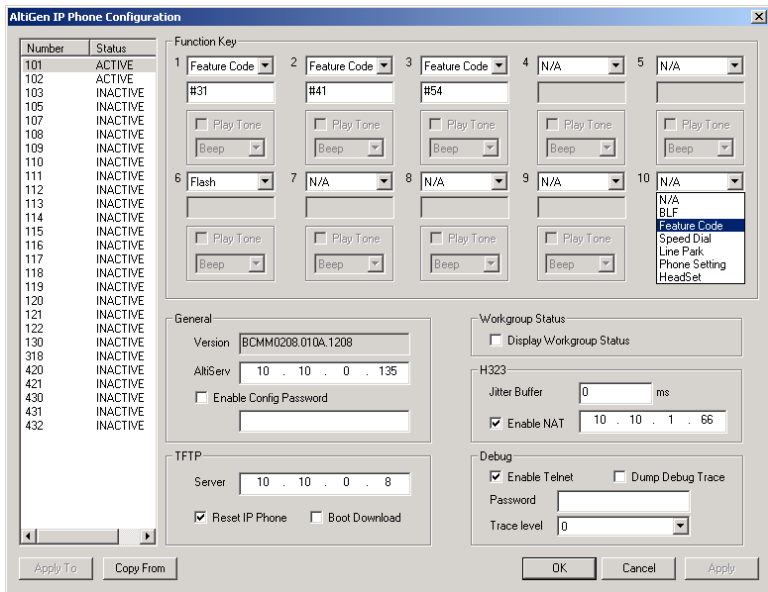 AltiGen IP Phone Configuration
Number Status
101 ACTIVE
102 ACTIVE
103 INACTIVE
105 INACTIVE
107 INACTIVE
108 INACTIVE
109 INACTIVE
110 INACTIVE
111 INACTIVE
112 INACTIVE
113 INACTIVE
114 INACTIVE
115 INACTIVE
116 INACTIVE
117 INACTIVE
118 INACTIVE
119 INACTIVE
120 INACTIVE
121 INACTIVE
122 INACTIVE
130 INACTIVE
318 INACTIVE
420 INACTIVE
421 INACTIVE
430 INACTIVE
431 INACTIVE
432 INACTIVE
Function Key
1 Feature Code 2 Feature Code 3 Feature Code 4 N/A 5 N/A
#31 #41 #54
Play Tone Play Tone Play Tone Play Tone Play Tone
Beep Beep Beep Beep Beep
6 Flash 7 N/A 8 N/A 9 N/A 10 N/A
N/A
BLF
Feature Code
Speed Dial
Line Park
Phone Setting
HeadSet
Play Tone Play Tone Play Tone Play Tone
Beep Beep Beep Beep
General
Version BCMM0208.010A.1208
AltiServ 10 . 10 . 0 . 135
Enable Config Password
Workgroup Status
Display Workgroup Status
H323
Jitter Buffer 0 ms
Enable NAT 10 . 10 . 1 . 66
TFTP
Server 10 . 10 . 0 . 8
Reset IP Phone Boot Download
Debug
Enable Telnet Dump Debug Trace
Password
Trace level 0
Apply To Copy From OK Cancel Apply